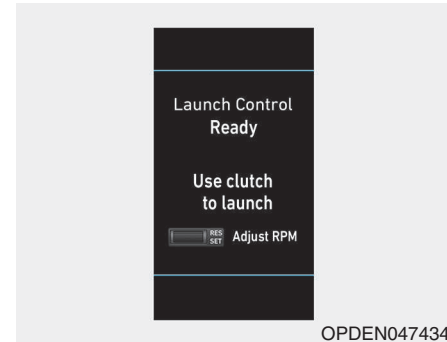 Launch Control
Ready
Use clutch
to launch
RES
SET
Adjust RPM
OPDEN047434